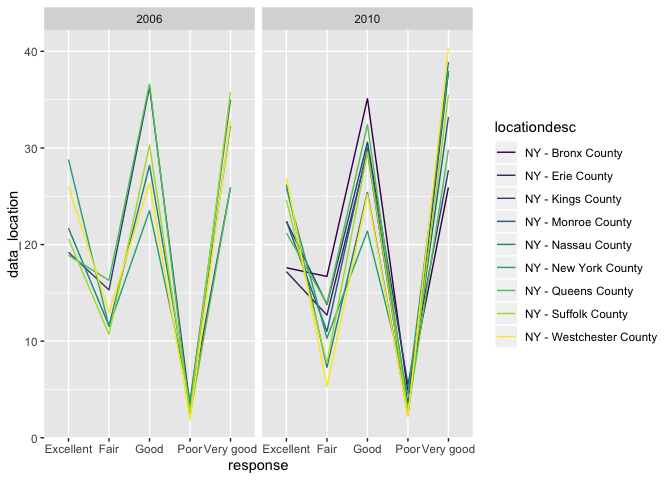 2006 2010
40
30
120
10
0
Excellent Fair Good Poor Very good Excellent Fair Good Poor Very good
response
data_location
locationdesc
NY - Bronx County
NY - Erie County
NY - Kings County
NY - Monroe County
NY - Nassau County
NY - New York County
NY - Queens County
NY - Suffolk County
NY - Westchester County